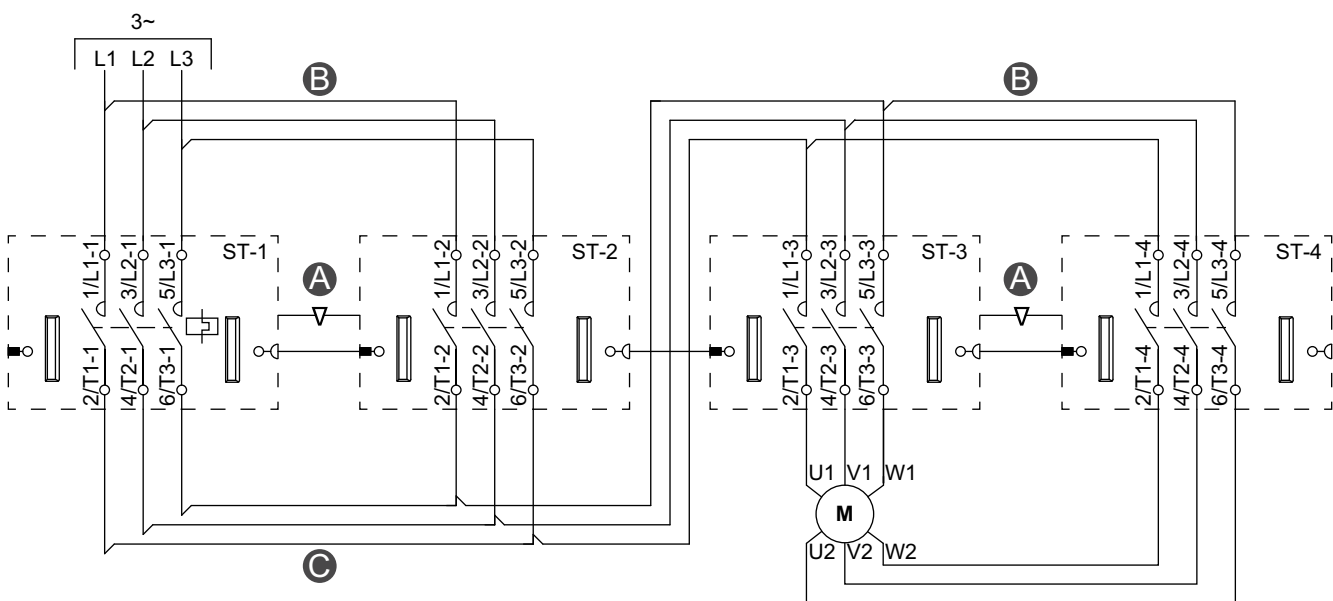 3~
L1 L2 L3
B B
ST-1 ST-2 ST-3 ST-4
1/L1-1 3/L2-1 5/L3-1 1/L1-2 3/L2-2 5/L3-2 1/L1-3 3/L2-3 5/L3-3 1/L1-4 3/L2-4 5/L3-4
A A
2/T1-1 4/T2-1 6/T3-1 2/T1-2 4/T2-2 6/T3-2 2/T1-3 4/T2-3 6/T3-3 2/T1-4 4/T2-4 6/T3-4
U1 V1 W1
M
U2 V2 W2
C